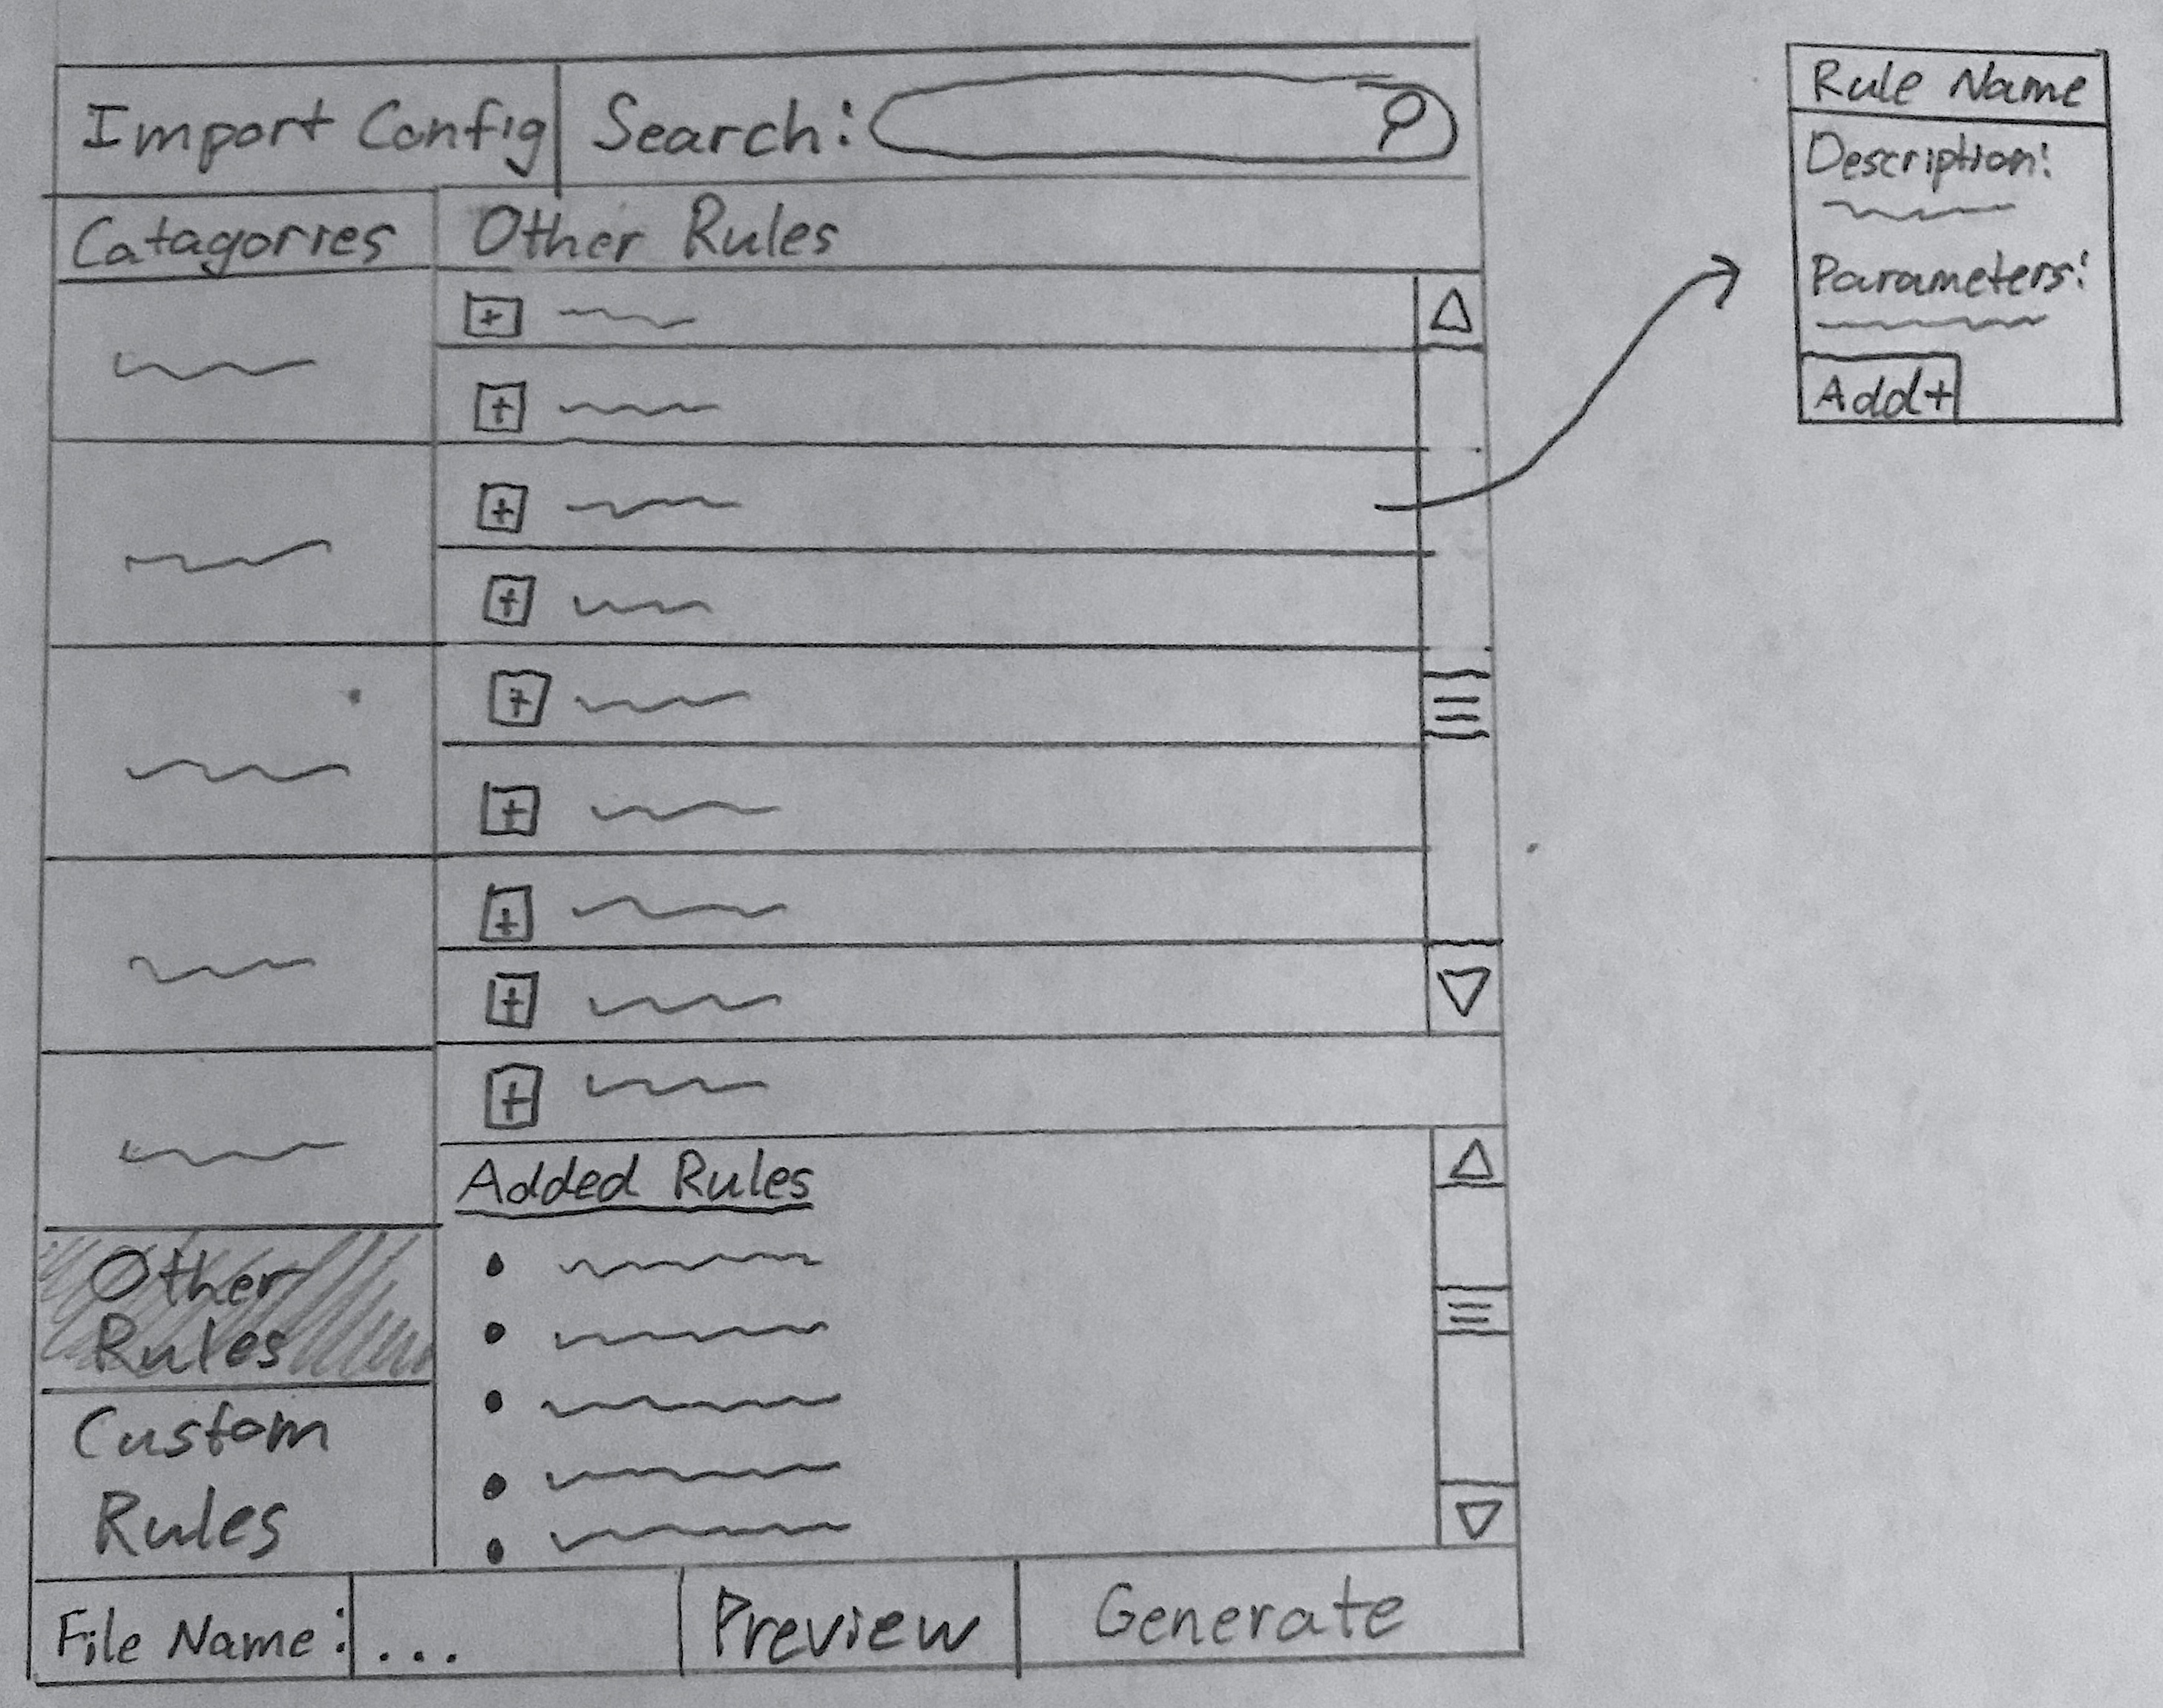 Import Config
Search:
Catagories
Other Rules
+
+
+
+
+
+
+
+
+
Added Rules
Other
Rules
Custom
Rules
File Name: ...
Preview
Generate
Rule Name
Description:
Parameters:
Add+